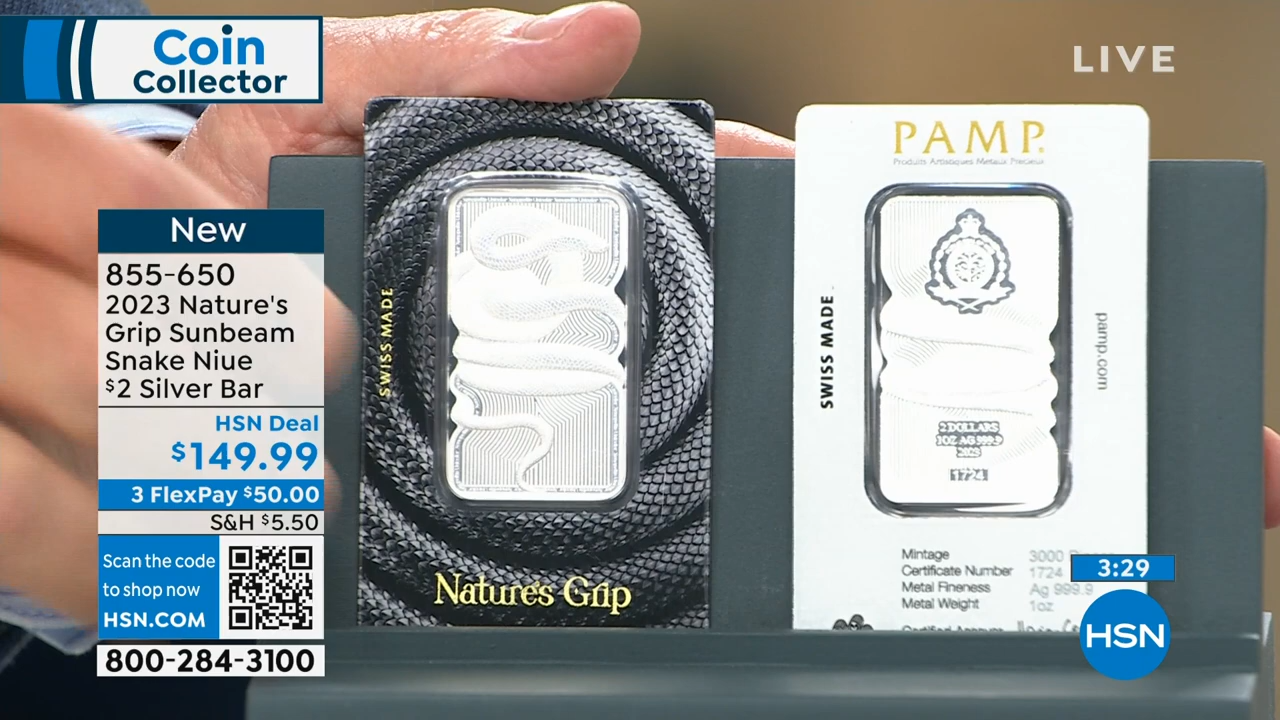 Coin
Collector
LIVE
New
855-650
2023 Nature's
Grip Sunbeam
Snake Niue
$2 Silver Bar
HSN Deal
$149.99
3 FlexPay $50.00
S&H $5.50
Scan the code
to shop now
HSN.COM
800-284-3100
SWISS MADE
Nature's Grip
PAMP.
Produits Artistiques Métaux Précieux
SWISS MADE
pamp.com
2 DOLLARS
1OZ AG 999.9
2023
1724
Mintage 3000
Certificate Number 1724
Metal Fineness Ag 999.9
Metal Weight 1oz
3:29
HSN